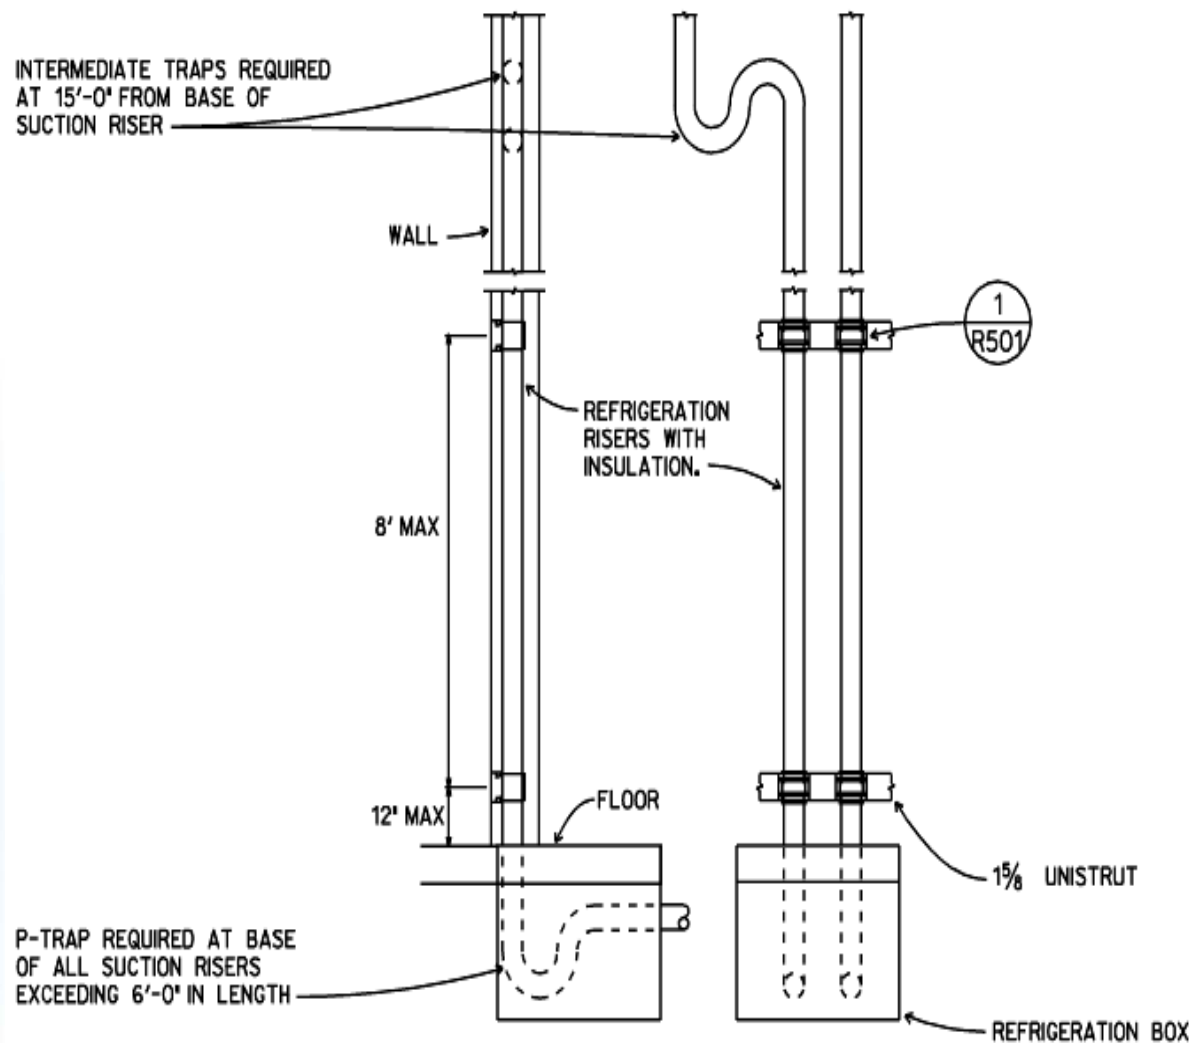 INTERMEDIATE TRAPS REQUIRED
AT 15'-0" FROM BASE OF
SUCTION RISER
WALL
1
R501
REFRIGERATION
RISERS WITH
INSULATION.
8' MAX
12" MAX
FLOOR
1⅝ UNISTRUT
P-TRAP REQUIRED AT BASE
OF ALL SUCTION RISERS
EXCEEDING 6'-0" IN LENGTH
REFRIGERATION BOX